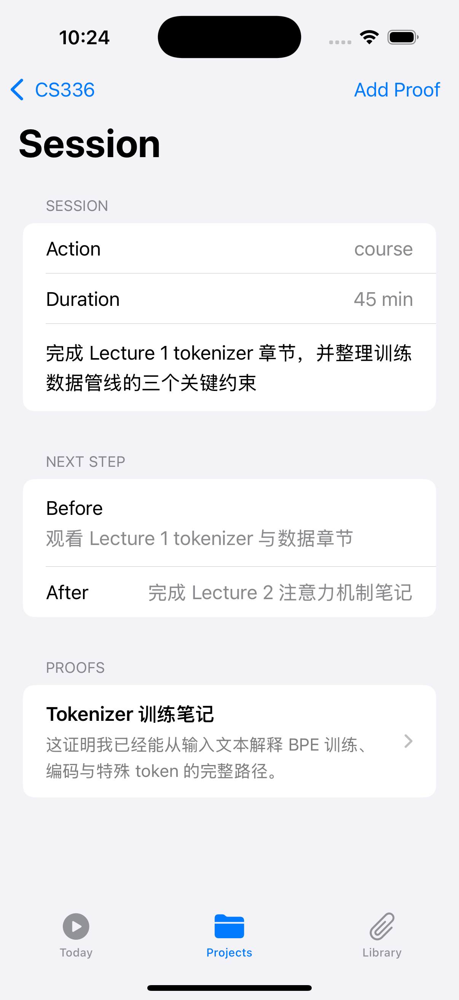 10:24
CS336
Add Proof
Session
SESSION
Action
course
Duration
45 min
完成 Lecture 1 tokenizer 章节，并整理训练
数据管线的三个关键约束
NEXT STEP
Before
观看 Lecture 1 tokenizer 与数据章节
After
完成 Lecture 2 注意力机制笔记
PROOFS
Tokenizer 训练笔记
这证明我已经能从输入文本解释 BPE 训练、
编码与特殊 token 的完整路径。
Today
Projects
Library